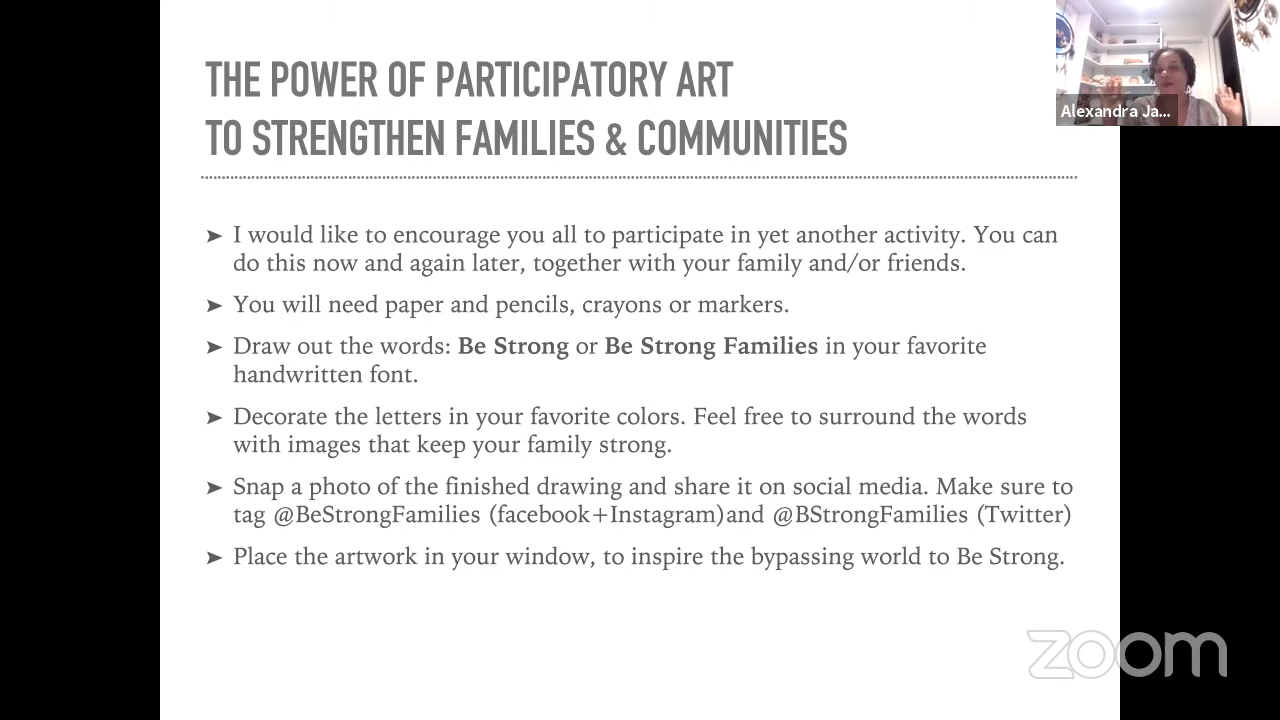 THE POWER OF PARTICIPATORY ART
TO STRENGTHEN FAMILIES & COMMUNITIES
➤ I would like to encourage you all to participate in yet another activity. You can
do this now and again later, together with your family and/or friends.
➤ You will need paper and pencils, crayons or markers.
➤ Draw out the words: Be Strong or Be Strong Families in your favorite
handwritten font.
➤ Decorate the letters in your favorite colors. Feel free to surround the words
with images that keep your family strong.
➤ Snap a photo of the finished drawing and share it on social media. Make sure to
tag @BeStrongFamilies (facebook+Instagram)and @BStrongFamilies (Twitter)
➤ Place the artwork in your window, to inspire the bypassing world to Be Strong.
Alexandra Ja...
zoom